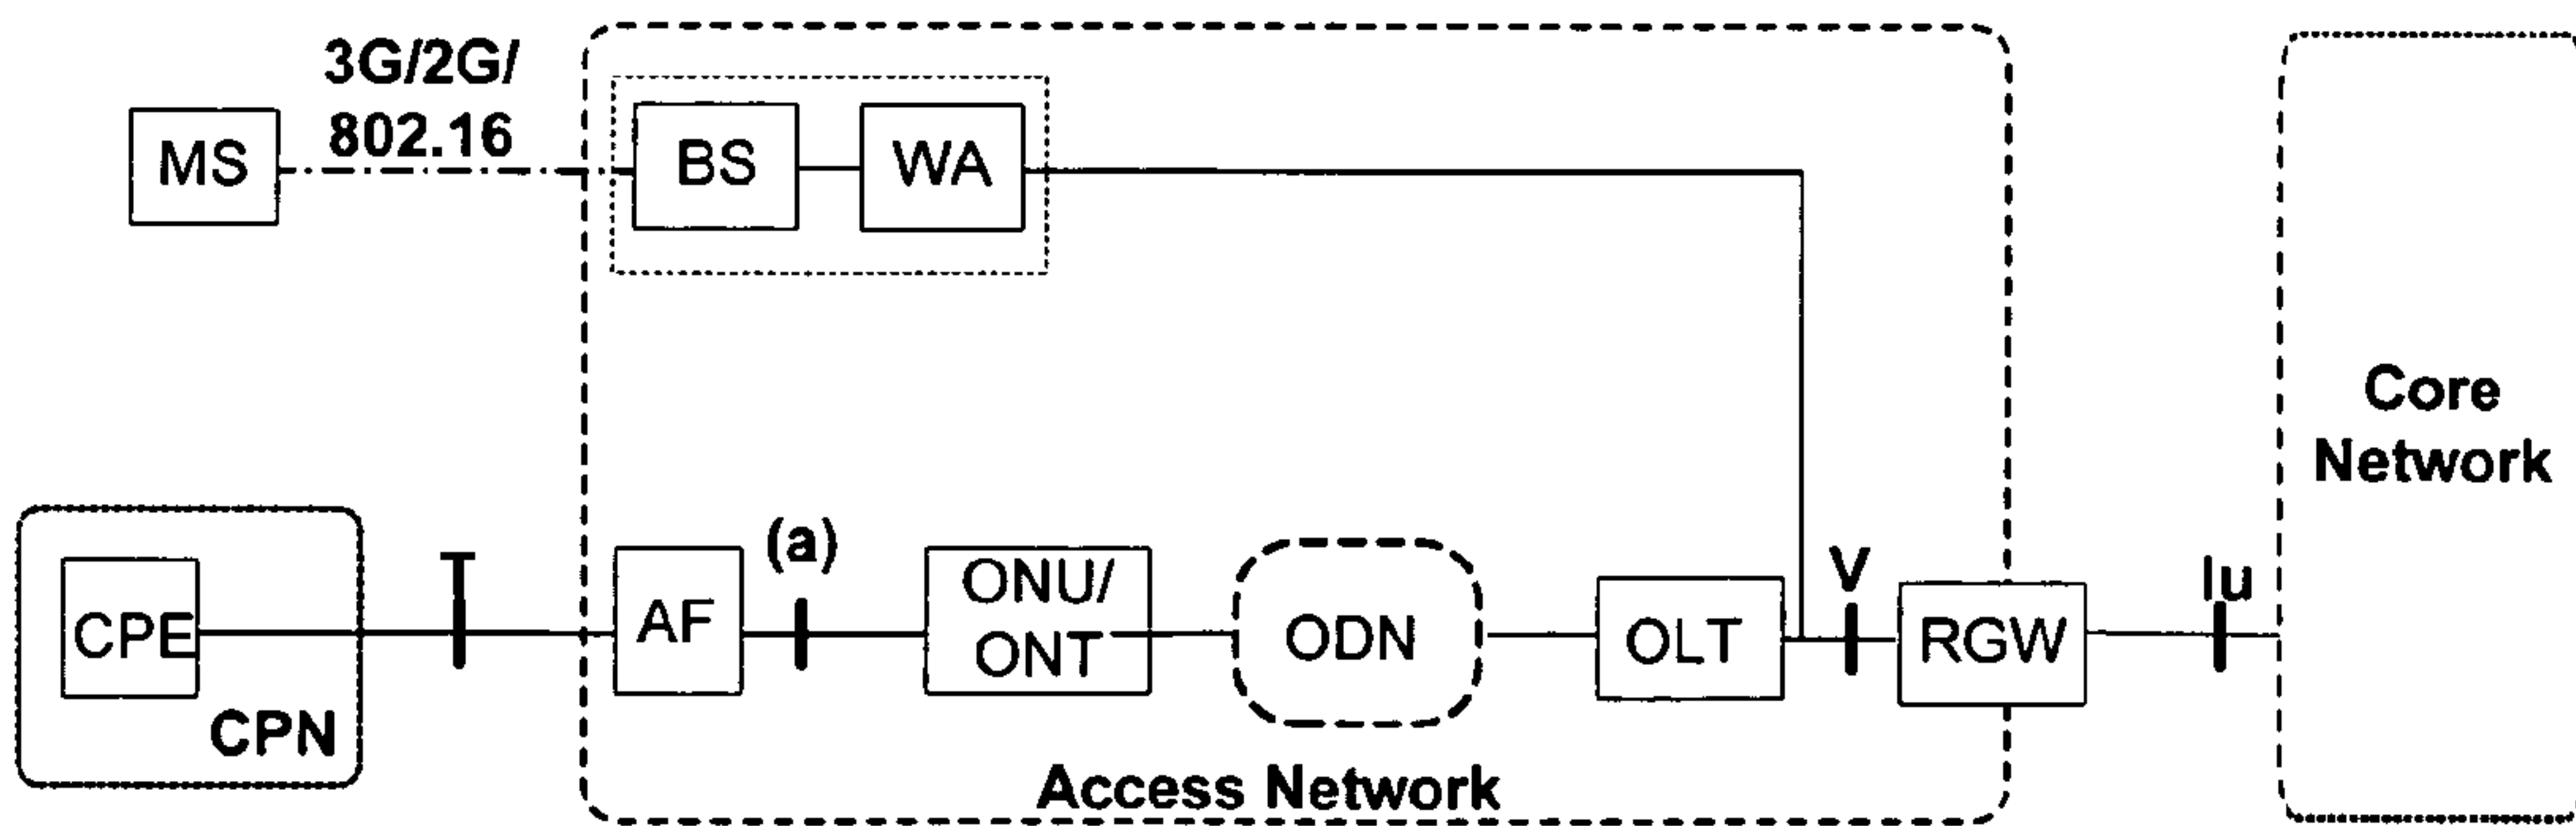 3G/2G/
802.16
MS
BS
WA
Core
Network
T
(a)
V
Iu
CPE
AF
ONU/
ONT
ODN
OLT
RGW
CPN
Access Network